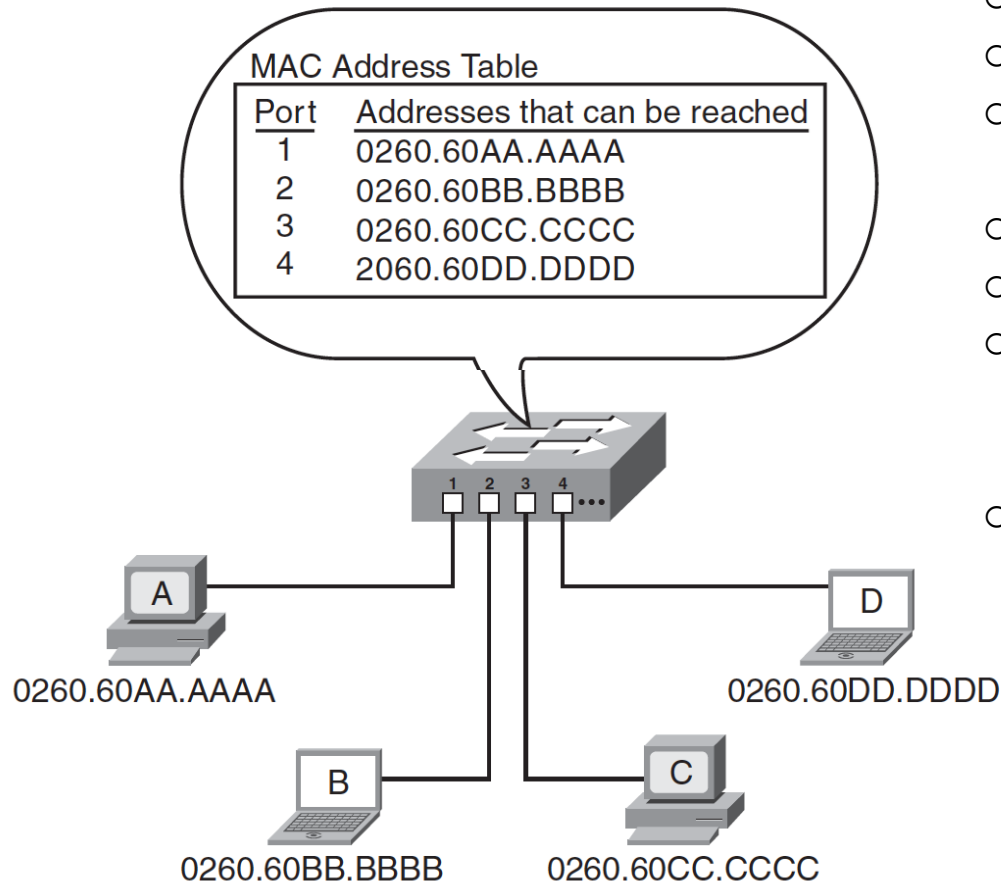 MAC Address Table
Port Addresses that can be reached
1 0260.60AA.AAAA
2 0260.60BB.BBBB
3 0260.60CC.CCCC
4 2060.60DD.DDDD
1 2 3 4
A
D
0260.60AA.AAAA
0260.60DD.DDDD
B
C
0260.60BB.BBBB
0260.60CC.CCCC